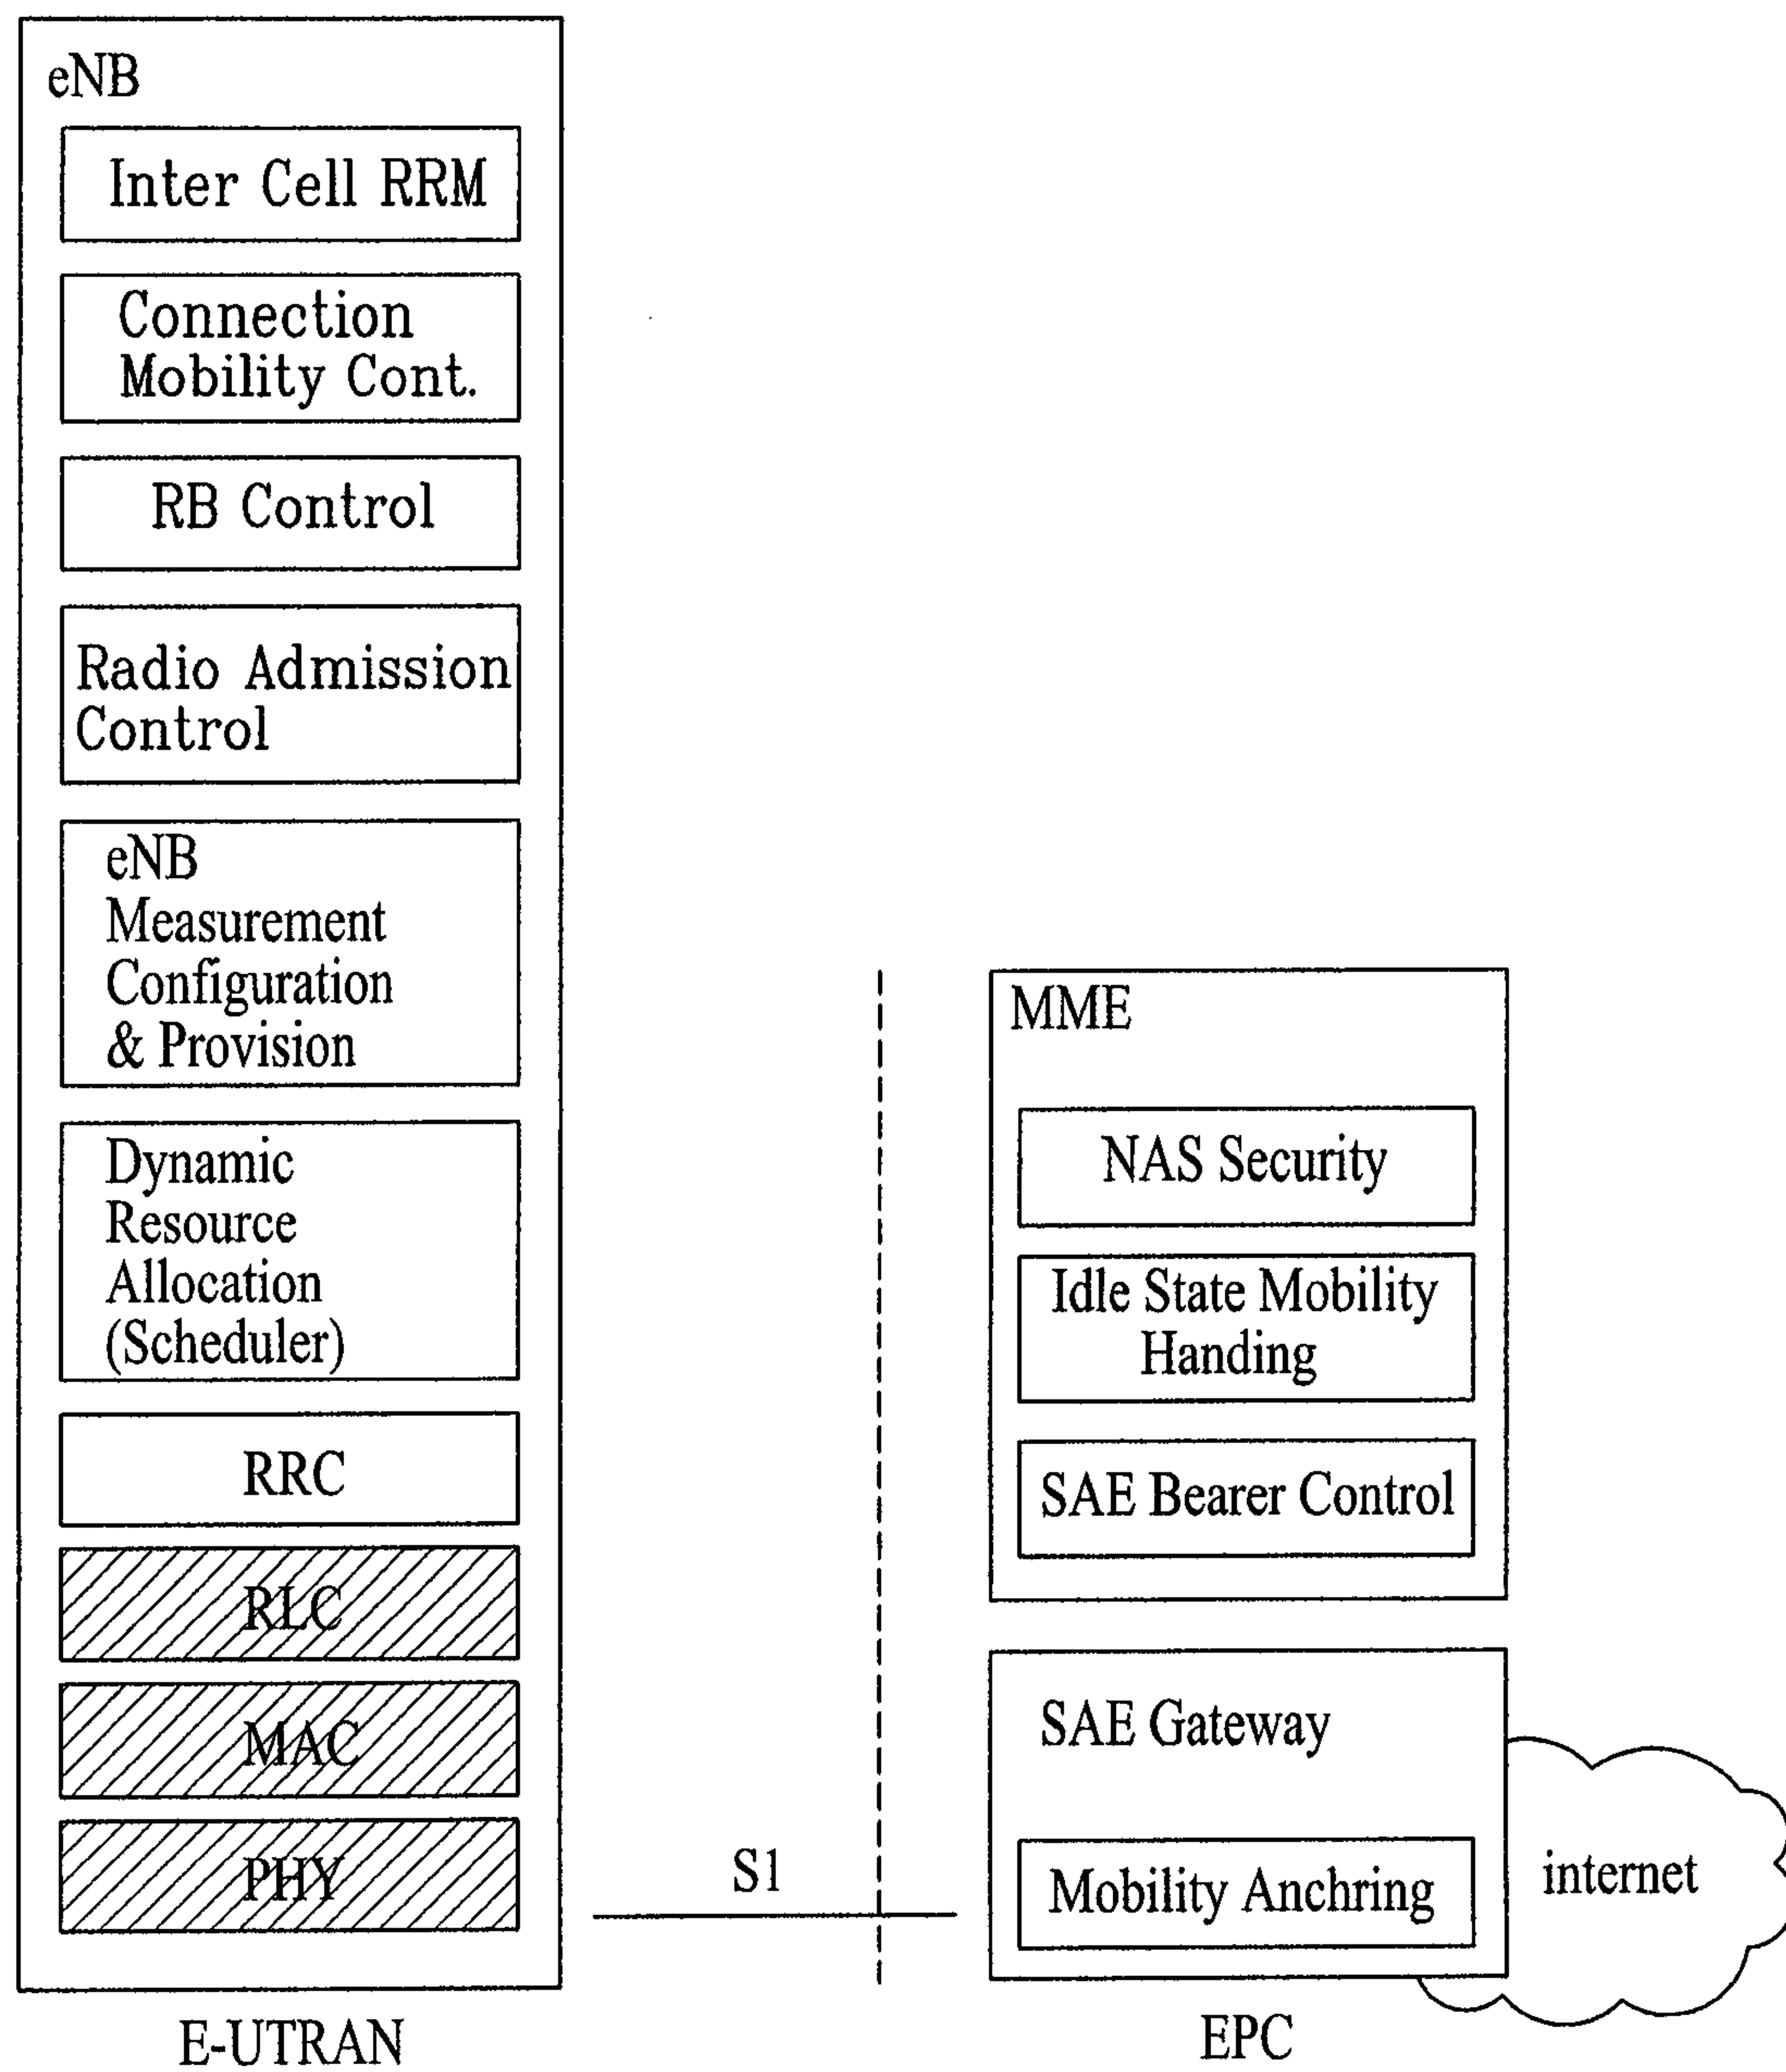 eNB
Inter Cell RRM
Connection
Mobility Cont.
RB Control
Radio Admission
Control
eNB
Measurement
Configuration
& Provision
Dynamic
Resource
Allocation
(Scheduler)
RRC
RLC
MAC
PHY
E-UTRAN
S1
MME
NAS Security
Idle State Mobility
Handing
SAE Bearer Control
SAE Gateway
Mobility Anchring
internet
EPC